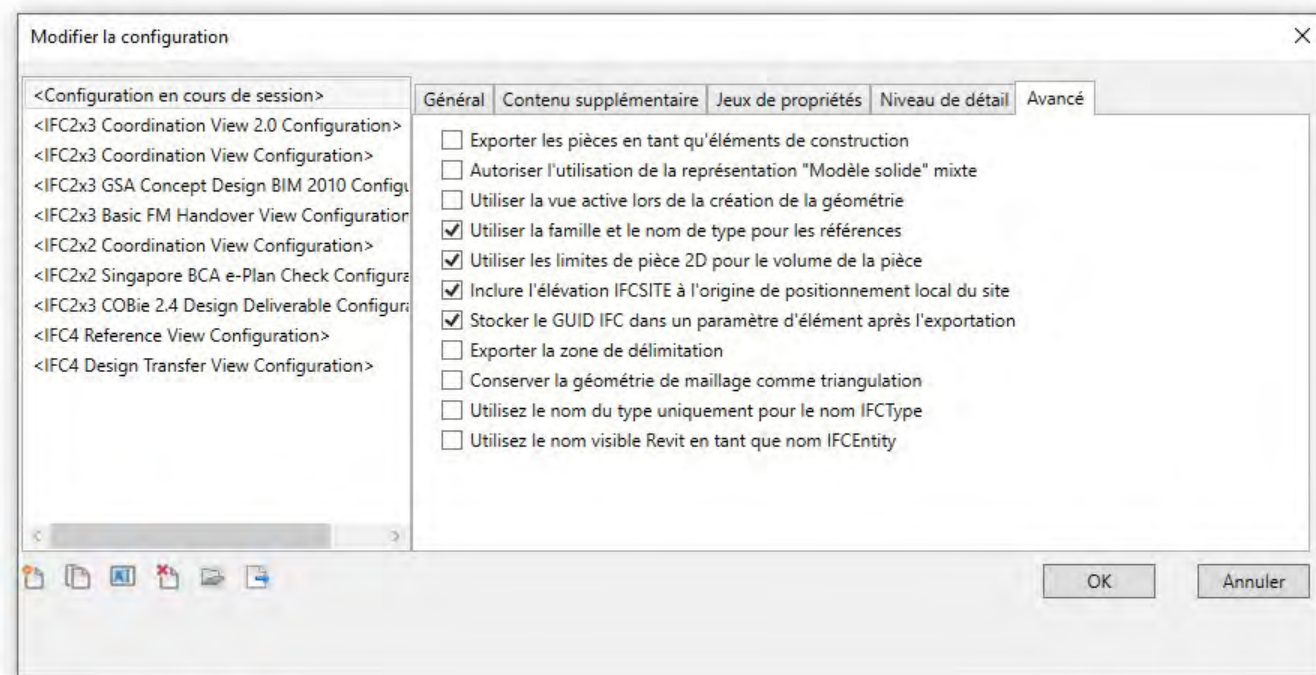 Modifier la configuration
<Configuration en cours de session>
<IFC2x3 Coordination View 2.0 Configuration>
<IFC2x3 Coordination View Configuration>
<IFC2x3 GSA Concept Design BIM 2010 Configu
<IFC2x3 Basic FM Handover View Configuration
<IFC2x2 Coordination View Configuration>
<IFC2x2 Singapore BCA e-Plan Check Configura
<IFC2x3 COBie 2.4 Design Deliverable Configura
<IFC4 Reference View Configuration>
<IFC4 Design Transfer View Configuration>
Général Contenu supplémentaire Jeux de propriétés Niveau de détail Avancé
Exporter les pièces en tant qu'éléments de construction
Autoriser l'utilisation de la représentation "Modèle solide" mixte
Utiliser la vue active lors de la création de la géométrie
Utiliser la famille et le nom de type pour les références
Utiliser les limites de pièce 2D pour le volume de la pièce
Inclure l'élévation IFCSITE à l'origine de positionnement local du site
Stocker le GUID IFC dans un paramètre d'élément après l'exportation
Exporter la zone de délimitation
Conserver la géométrie de maillage comme triangulation
Utilisez le nom du type uniquement pour le nom IFCType
Utilisez le nom visible Revit en tant que nom IFCEntity
OK Annuler